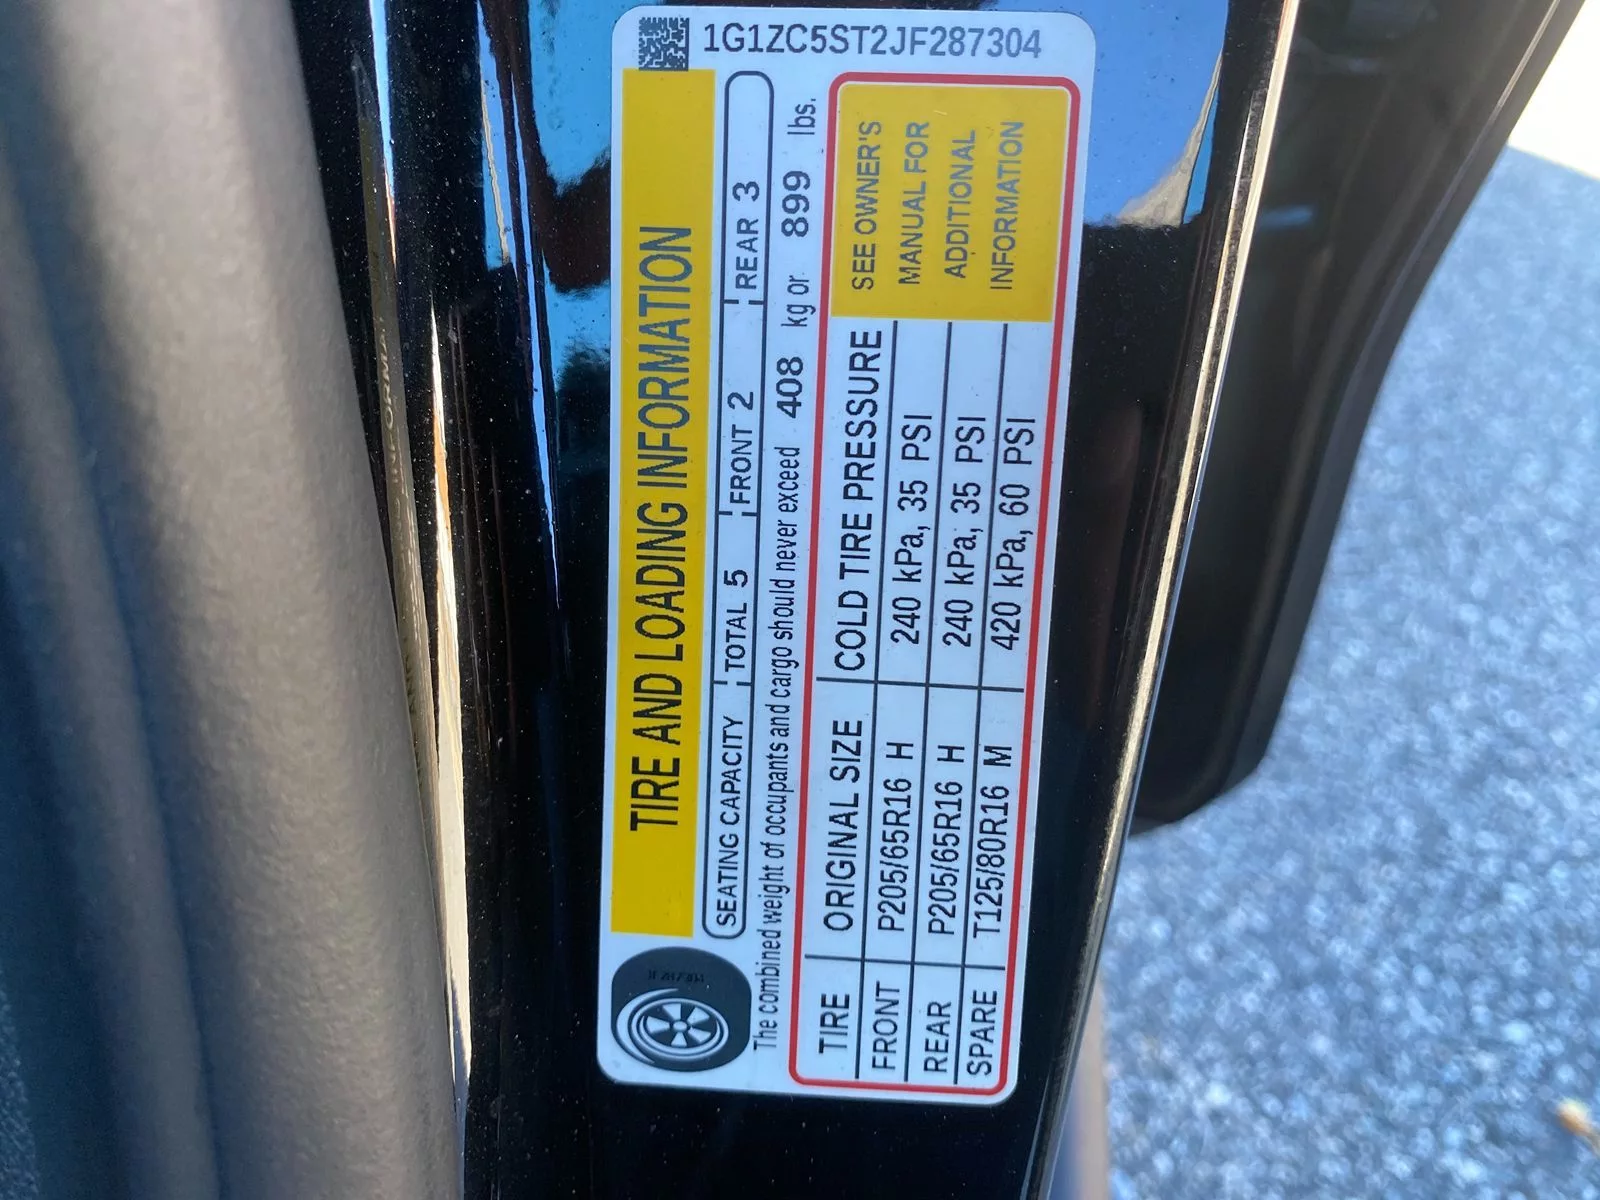 1G1ZC5ST2JF287304
TIRE AND LOADING INFORMATION
SEATING CAPACITY TOTAL 5 FRONT 2 REAR 3
The combined weight of occupants and cargo should never exceed 408 kg or 899 lbs.
TIRE ORIGINAL SIZE COLD TIRE PRESSURE
FRONT P205/65R16 H 240 kPa, 35 PSI
REAR P205/65R16 H 240 kPa, 35 PSI
SPARE T125/80R16 M 420 kPa, 60 PSI
SEE OWNER'S
MANUAL FOR
ADDITIONAL
INFORMATION